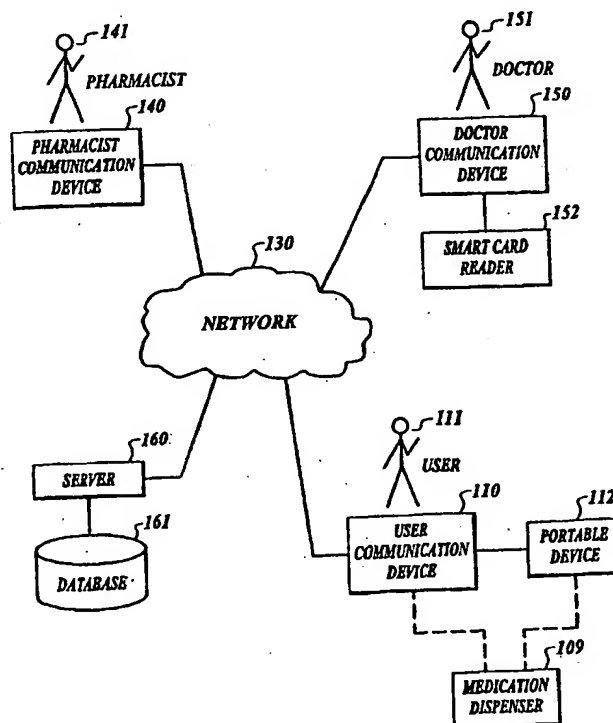 141
PHARMACIST
140
PHARMACIST
COMMUNICATION
DEVICE
151
DOCTOR
150
DOCTOR
COMMUNICATION
DEVICE
152
SMART CARD
READER
130
NETWORK
160
SERVER
161
DATABASE
111
USER
110
USER
COMMUNICATION
DEVICE
112
PORTABLE
DEVICE
109
MEDICATION
DISPENSER